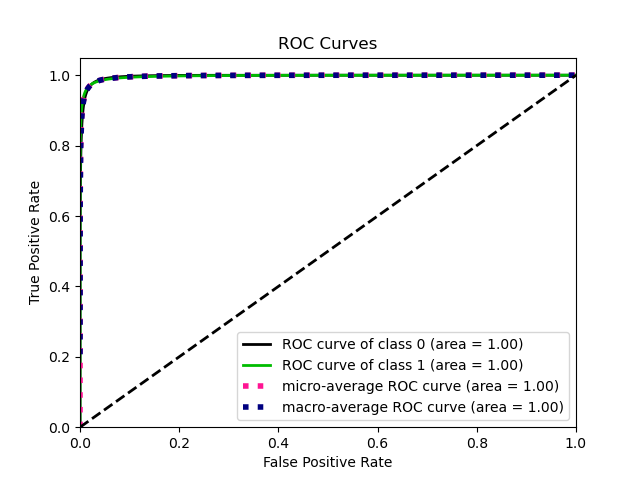 ROC Curves
True Positive Rate
1.0
0.8
0.6
0.4
0.2
0.0
ROC curve of class 0 (area = 1.00)
ROC curve of class 1 (area = 1.00)
micro-average ROC curve (area = 1.00)
macro-average ROC curve (area = 1.00)
0.0 0.2 0.4 0.6 0.8 1.0
False Positive Rate